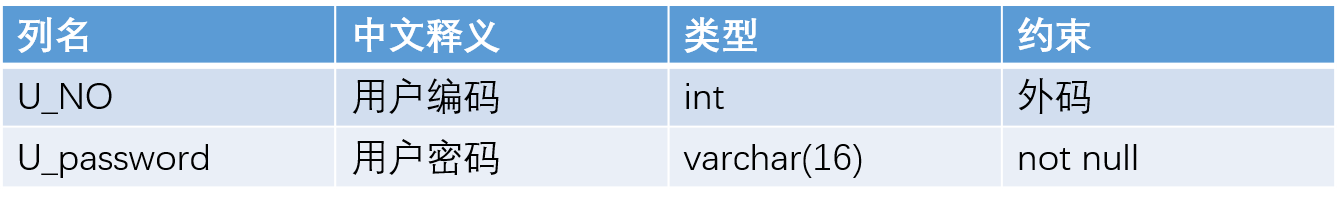 列名 中文释义 类型 约束
U_NO 用户编码 int 外码
U_password 用户密码 varchar(16) not null